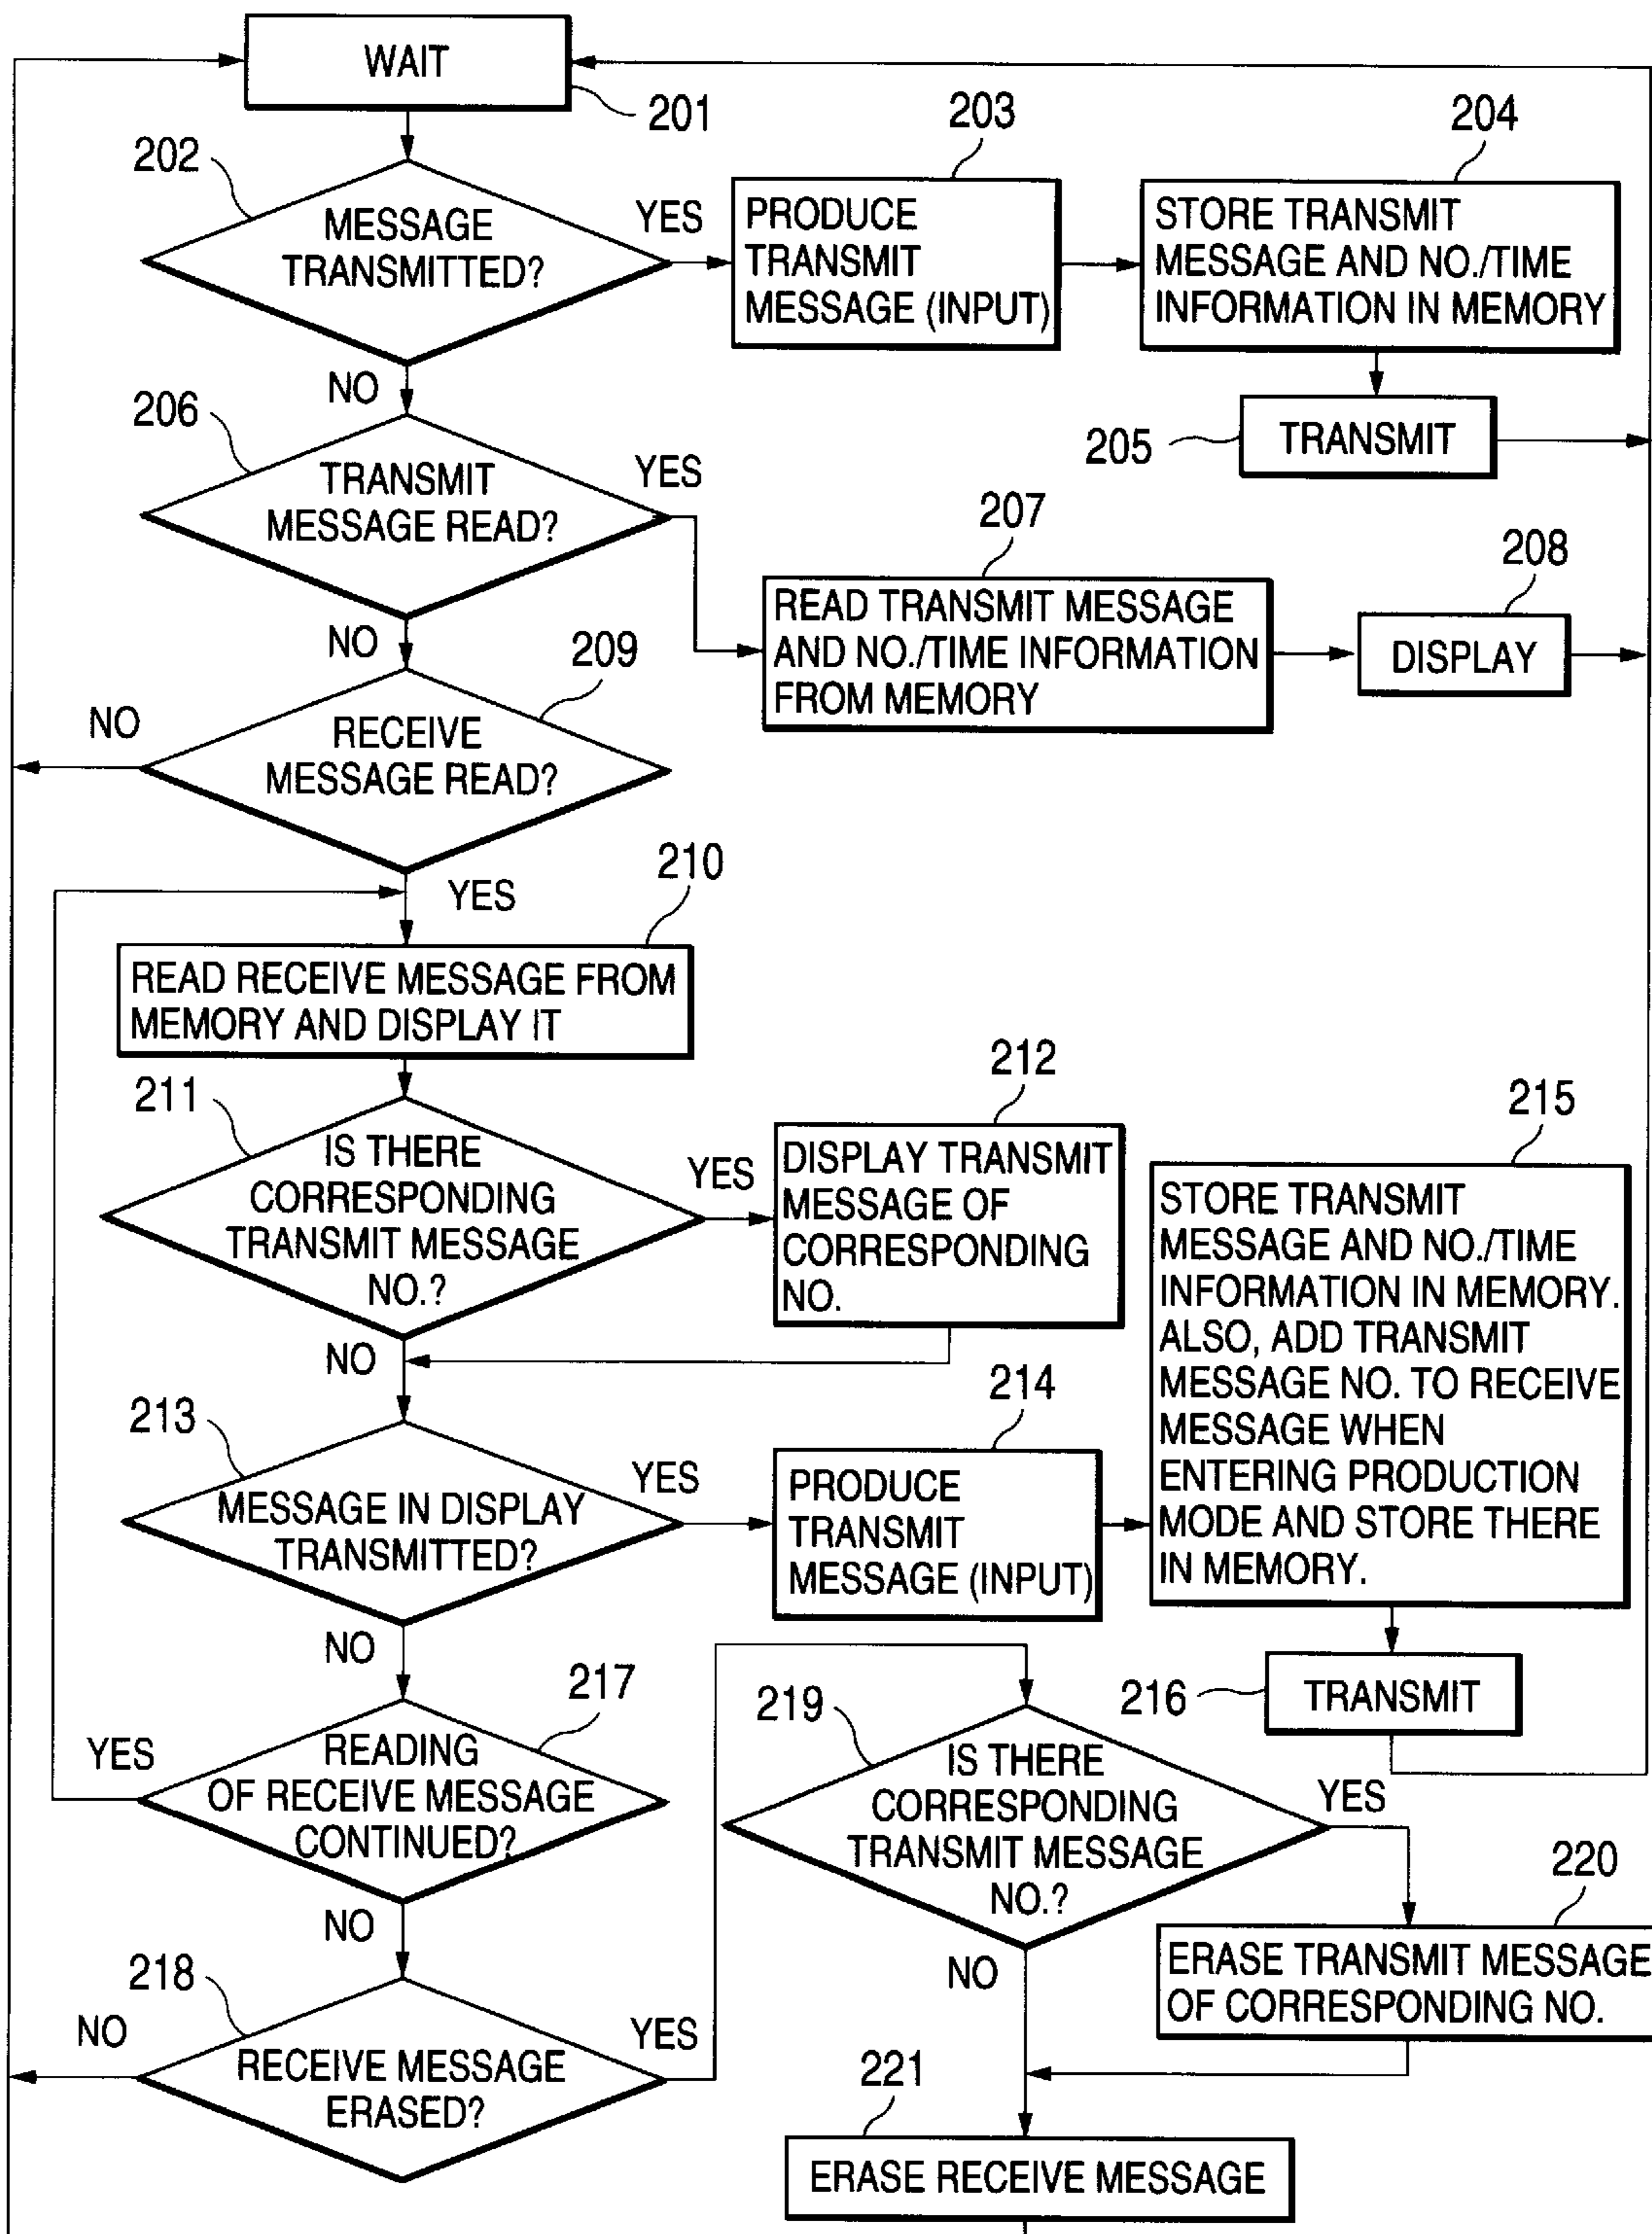 WAIT
201
202
MESSAGE
TRANSMITTED?
YES
NO
203
PRODUCE
TRANSMIT
MESSAGE (INPUT)
204
STORE TRANSMIT
MESSAGE AND NO./TIME
INFORMATION IN MEMORY
205
TRANSMIT
206
TRANSMIT
MESSAGE READ?
YES
NO
207
READ TRANSMIT MESSAGE
AND NO./TIME INFORMATION
FROM MEMORY
208
DISPLAY
209
RECEIVE
MESSAGE READ?
NO
YES
210
READ RECEIVE MESSAGE FROM
MEMORY AND DISPLAY IT
211
IS THERE
CORRESPONDING
TRANSMIT MESSAGE
NO.?
YES
NO
212
DISPLAY TRANSMIT
MESSAGE OF
CORRESPONDING
NO.
213
MESSAGE IN DISPLAY
TRANSMITTED?
YES
NO
214
PRODUCE
TRANSMIT
MESSAGE (INPUT)
215
STORE TRANSMIT
MESSAGE AND NO./TIME
INFORMATION IN MEMORY.
ALSO, ADD TRANSMIT
MESSAGE NO. TO RECEIVE
MESSAGE WHEN
ENTERING PRODUCTION
MODE AND STORE THERE
IN MEMORY.
216
TRANSMIT
217
READING
OF RECEIVE MESSAGE
CONTINUED?
YES
NO
218
RECEIVE MESSAGE
ERASED?
NO
YES
219
IS THERE
CORRESPONDING
TRANSMIT MESSAGE
NO.?
YES
NO
220
ERASE TRANSMIT MESSAGE
OF CORRESPONDING NO.
221
ERASE RECEIVE MESSAGE